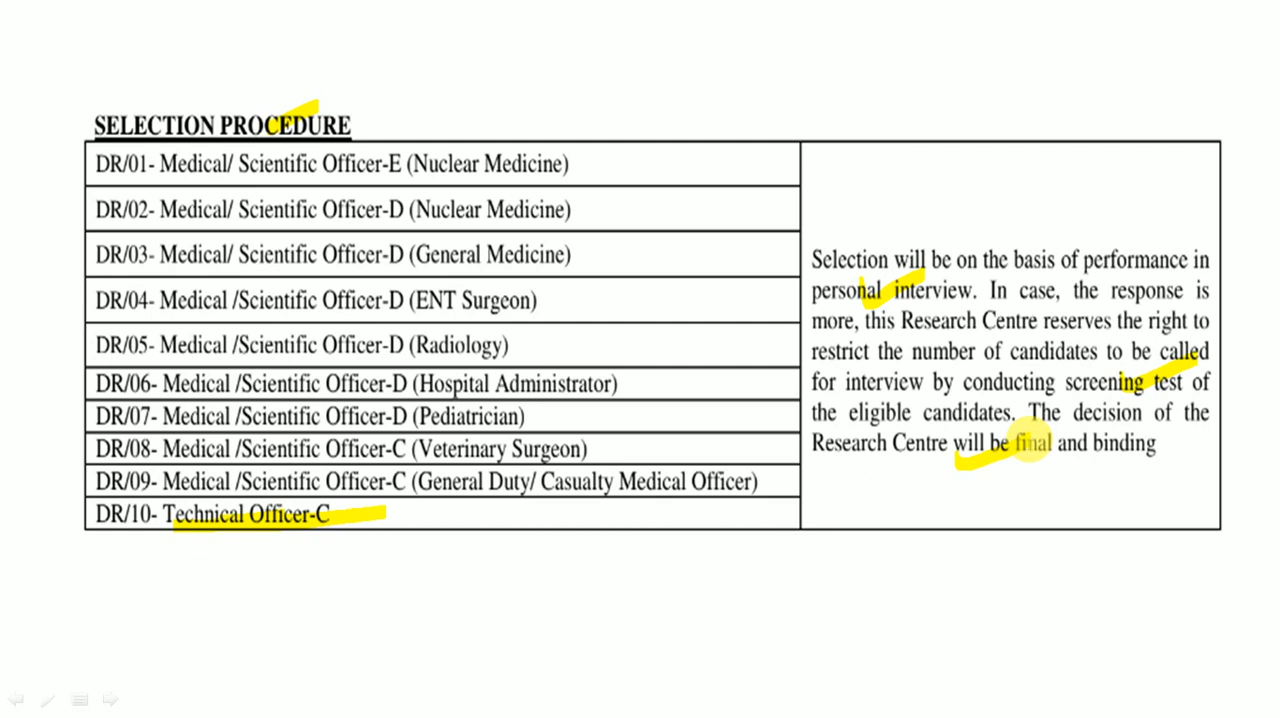 SELECTION PROCEDURE
DR/01- Medical/ Scientific Officer-E (Nuclear Medicine)
DR/02- Medical/ Scientific Officer-D (Nuclear Medicine)
DR/03- Medical/ Scientific Officer-D (General Medicine)
DR/04- Medical /Scientific Officer-D (ENT Surgeon)
DR/05- Medical /Scientific Officer-D (Radiology)
DR/06- Medical /Scientific Officer-D (Hospital Administrator)
DR/07- Medical /Scientific Officer-D (Pediatrician)
DR/08- Medical /Scientific Officer-C (Veterinary Surgeon)
DR/09- Medical /Scientific Officer-C (General Duty/ Casualty Medical Officer)
DR/10- Technical Officer-C
Selection will be on the basis of performance in
personal interview. In case, the response is
more, this Research Centre reserves the right to
restrict the number of candidates to be called
for interview by conducting screening test of
the eligible candidates. The decision of the
Research Centre will be final and binding